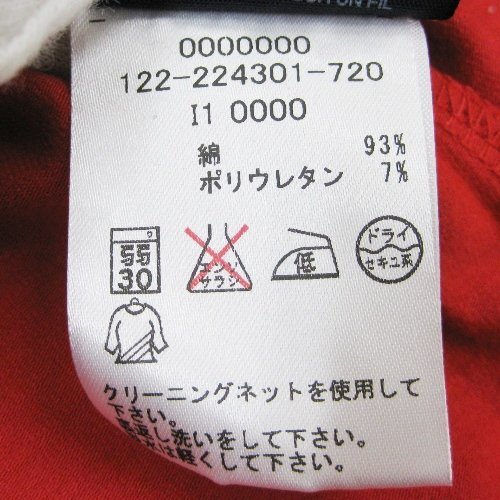 0000000
122-224301-720
I1 0000
綿 93%
ポリウレタン 7%
弱
30
エンソ
サラシ
低
ドライ
セキユ系
クリーニングネットを使用して
下さい。
裏返し洗いをして下さい。
は軽くして下さい。